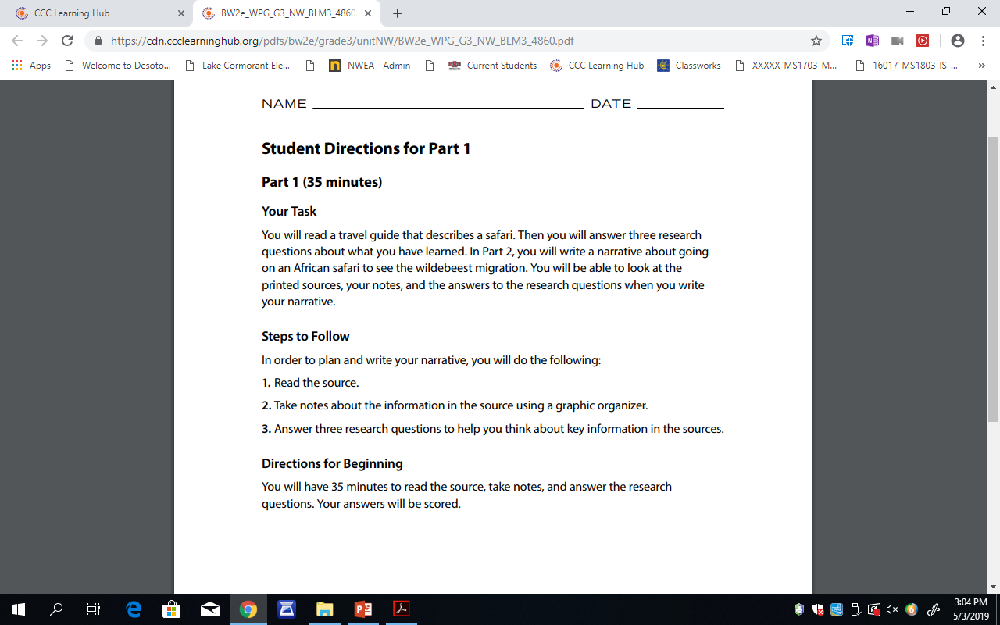 CCC Learning Hub
BW2e_WPG_G3_NW_BLM3_4860.
https://cdn.ccclearninghub.org/pdfs/bw2e/grade3/unitNW/BW2e_WPG_G3_NW_BLM3_4860.pdf
Apps Welcome to Desoto... Lake Cormorant Ele... NWEA - Admin Current Students CCC Learning Hub Classworks XXXXX_MS1703_M... 16017_MS1803_IS_... »
NAME DATE
Student Directions for Part 1
Part 1 (35 minutes)
Your Task
You will read a travel guide that describes a safari. Then you will answer three research
questions about what you have learned. In Part 2, you will write a narrative about going
on an African safari to see the wildebeest migration. You will be able to look at the
printed sources, your notes, and the answers to the research questions when you write
your narrative.
Steps to Follow
In order to plan and write your narrative, you will do the following:
1. Read the source.
2. Take notes about the information in the source using a graphic organizer.
3. Answer three research questions to help you think about key information in the sources.
Directions for Beginning
You will have 35 minutes to read the source, take notes, and answer the research
questions. Your answers will be scored.
3:04 PM
5/3/2019